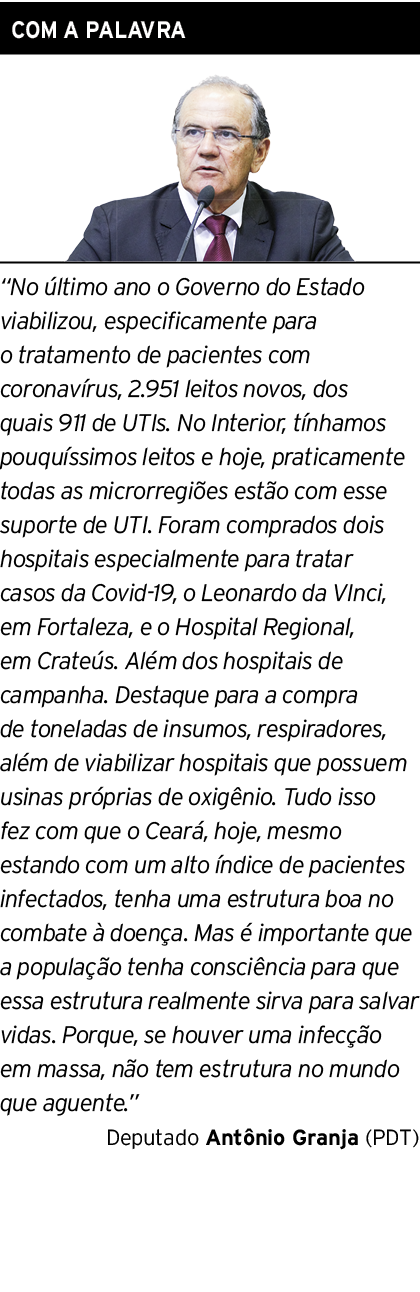 COM A PALAVRA
“No último ano o Governo do Estado
viabilizou, especificamente para
o tratamento de pacientes com
coronavírus, 2.951 leitos novos, dos
quais 911 de UTIs. No Interior, tínhamos
pouquíssimos leitos e hoje, praticamente
todas as microrregiões estão com esse
suporte de UTI. Foram comprados dois
hospitais especialmente para tratar
casos da Covid-19, o Leonardo da VInci,
em Fortaleza, e o Hospital Regional,
em Crateús. Além dos hospitais de
campanha. Destaque para a compra
de toneladas de insumos, respiradores,
além de viabilizar hospitais que possuem
usinas próprias de oxigênio. Tudo isso
fez com que o Ceará, hoje, mesmo
estando com um alto índice de pacientes
infectados, tenha uma estrutura boa no
combate à doença. Mas é importante que
a população tenha consciência para que
essa estrutura realmente sirva para salvar
vidas. Porque, se houver uma infecção
em massa, não tem estrutura no mundo
que aguente.”
Deputado Antônio Granja (PDT)